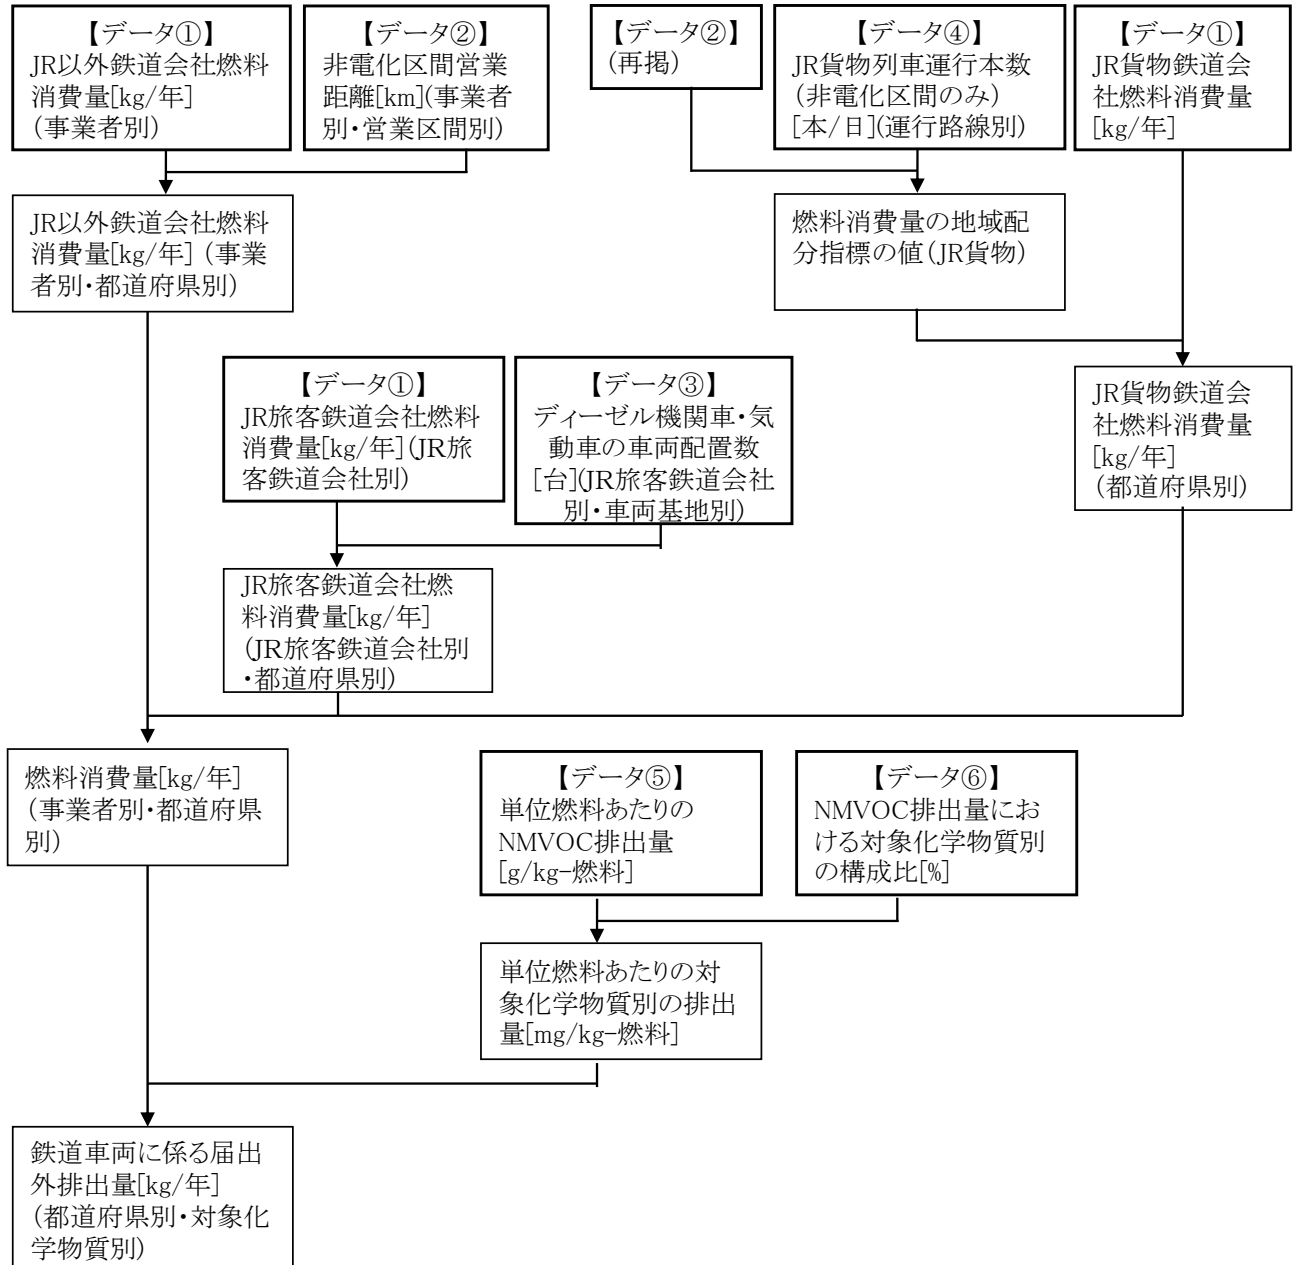 【データ①】
JR以外鉄道会社燃料
消費量[kg/年]
(事業者別)
【データ②】
非電化区間営業
距離[km](事業者
別・営業区間別)
【データ②】
(再掲)
【データ④】
JR貨物列車運行本数
(非電化区間のみ)
[本/日](運行路線別)
【データ①】
JR貨物鉄道会
社燃料消費量
[kg/年]
JR以外鉄道会社燃料
消費量[kg/年] (事業
者別・都道府県別)
燃料消費量の地域配
分指標の値(JR貨物)
【データ①】
JR旅客鉄道会社燃料
消費量[kg/年](JR旅
客鉄道会社別)
【データ③】
ディーゼル機関車・気
動車の車両配置数
[台](JR旅客鉄道会社
別・車両基地別)
JR貨物鉄道会
社燃料消費量
[kg/年]
(都道府県別)
JR旅客鉄道会社燃
料消費量[kg/年]
(JR旅客鉄道会社別
・都道府県別)
燃料消費量[kg/年]
(事業者別・都道府県
別)
【データ⑤】
単位燃料あたりの
NMVOC排出量
[g/kg-燃料]
【データ⑥】
NMVOC排出量にお
ける対象化学物質別
の構成比[%]
単位燃料あたりの対
象化学物質別の排出
量[mg/kg-燃料]
鉄道車両に係る届出
外排出量[kg/年]
(都道府県別・対象化
学物質別)